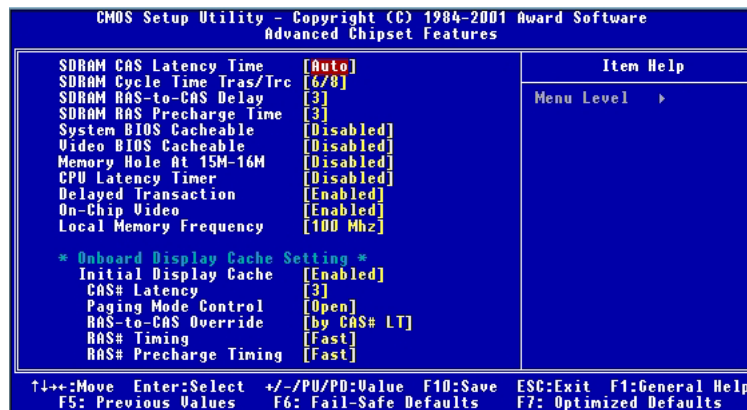 CMOS Setup Utility - Copyright (C) 1984-2001 Award Software
Advanced Chipset Features
SDRAM CAS Latency Time [Auto]
SDRAM Cycle Time Tras/Trc [6/8]
SDRAM RAS-to-CAS Delay [3]
SDRAM RAS Precharge Time [3]
System BIOS Cacheable [Disabled]
Video BIOS Cacheable [Disabled]
Memory Hole At 15M-16M [Disabled]
CPU Latency Timer [Disabled]
Delayed Transaction [Enabled]
On-Chip Video [Enabled]
Local Memory Frequency [100 Mhz]
* Onboard Display Cache Setting *
Initial Display Cache [Enabled]
CAS# Latency [3]
Paging Mode Control [Open]
RAS-to-CAS Override [by CAS# LT]
RAS# Timing [Fast]
RAS# Precharge Timing [Fast]
Item Help
Menu Level ▸
↑↓→←:Move Enter:Select +/-/PU/PD:Value F10:Save ESC:Exit F1:General Help
F5: Previous Values F6: Fail-Safe Defaults F7: Optimized Defaults